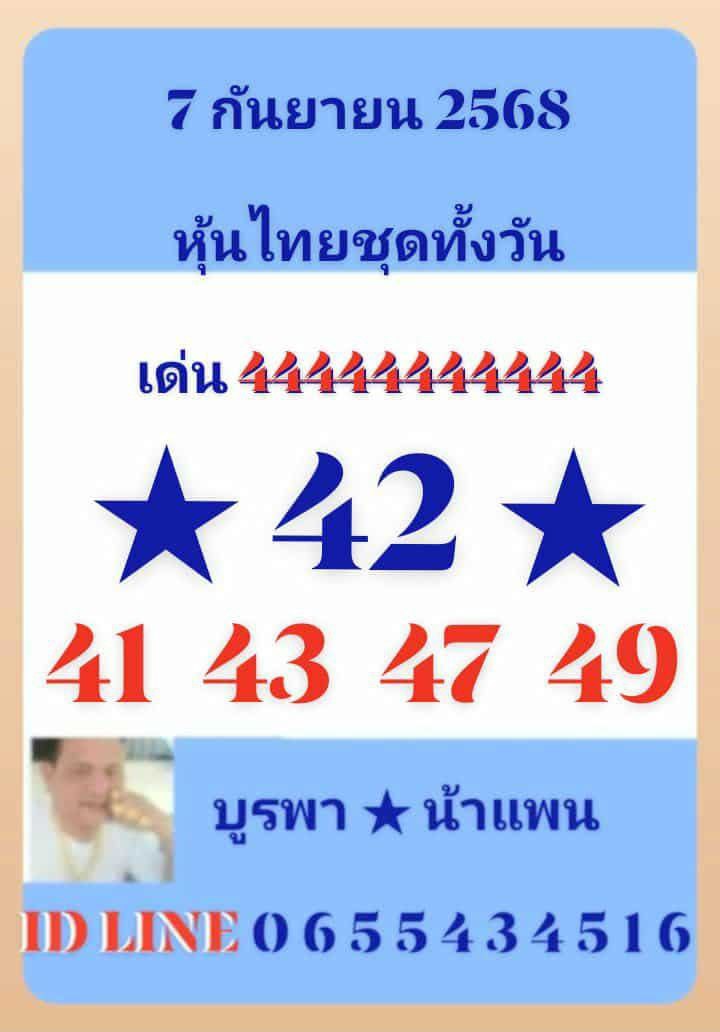 7 กันยายน 2568
หุ้นไทยชุดทั้งวัน
เด่น 44444444444
★ 42 ★
41 43 47 49
บูรพา ★ น้าแพน
ID LINE 0655434516